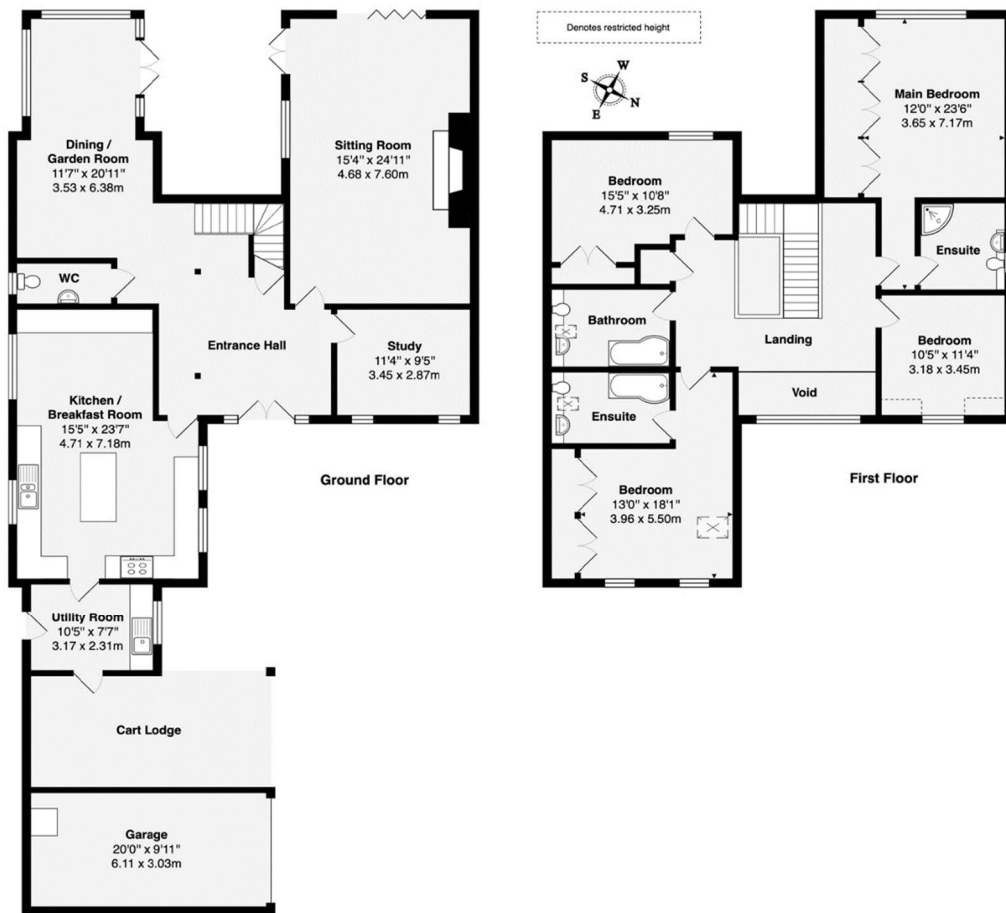 Dining /
Garden Room
11'7" x 20'11"
3.53 x 6.38m
Sitting Room
15'4" x 24'11"
4.68 x 7.60m
WC
Entrance Hall
Study
11'4" x 9'5"
3.45 x 2.87m
Kitchen /
Breakfast Room
15'5" x 23'7"
4.71 x 7.18m
Ground Floor
Utility Room
10'5" x 7'7"
3.17 x 2.31m
Cart Lodge
Garage
20'0" x 9'11"
6.11 x 3.03m
Denotes restricted height
S
W
E
N
Main Bedroom
12'0" x 23'6"
3.65 x 7.17m
Bedroom
15'5" x 10'8"
4.71 x 3.25m
Ensuite
Bathroom
Landing
Bedroom
10'5" x 11'4"
3.18 x 3.45m
Void
Ensuite
Bedroom
13'0" x 18'1"
3.96 x 5.50m
First Floor